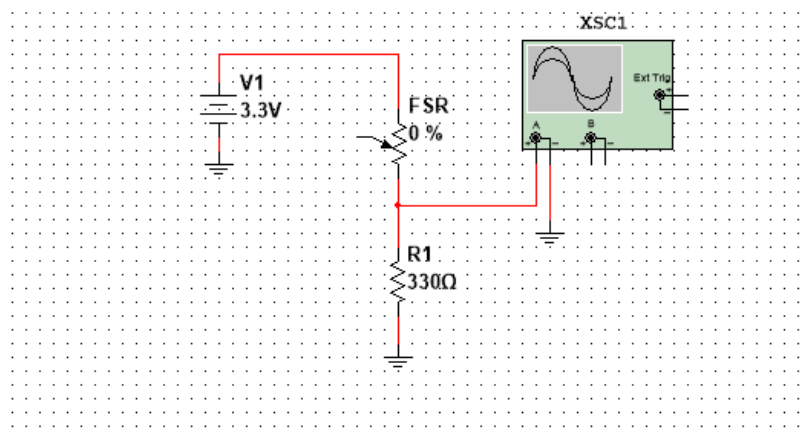 XSC1
V1
3.3V
FSR
0 %
Ext Trig
+
−
A
B
+ −
+ −
R1
330Ω